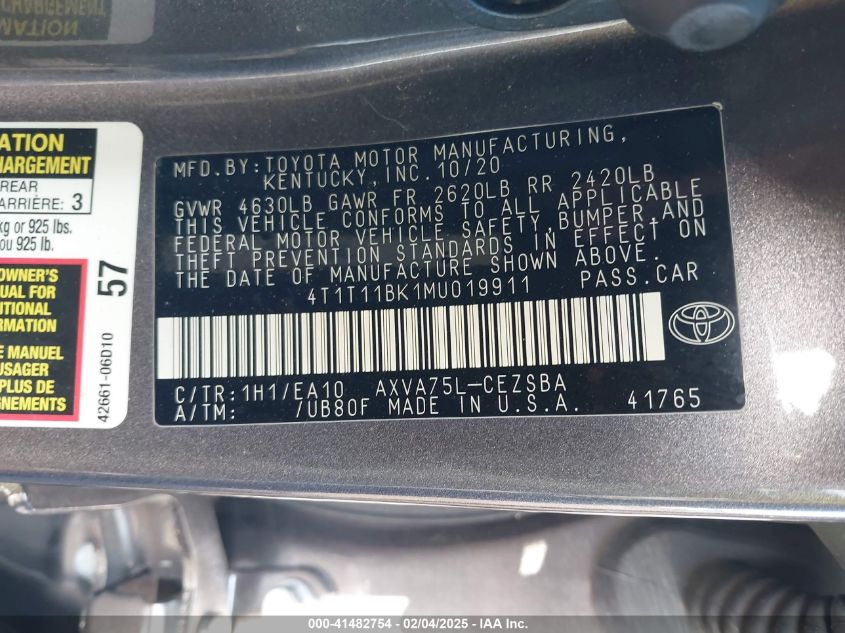 CHARGEMENT
MATION
ATION
HARGEMENT
REAR
ARRIÈRE: 3
kg or 925 lbs.
ou 925 lb.
OWNER'S
UAL FOR
ITIONAL
ORMATION
E MANUEL
USAGER
PLUS DE
GNEMENTS
57
42661-06D10
MFD.BY:TOYOTA MOTOR MANUFACTURING,
KENTUCKY,INC.10/20
GVWR 4630LB GAWR FR 2620LB RR 2420LB
THIS VEHICLE CONFORMS TO ALL APPLICABLE
FEDERAL MOTOR VEHICLE SAFETY,BUMPER,AND
THEFT PREVENTION STANDARDS IN EFFECT ON
THE DATE OF MANUFACTURE SHOWN ABOVE.
4T1T11BK1MU019911 PASS.CAR
C/TR:1H1/EA10 AXVA75L-CEZSBA
A/TM: /UB80F MADE IN U.S.A. 41765
000-41482754 - 02/04/2025 - IAA Inc.